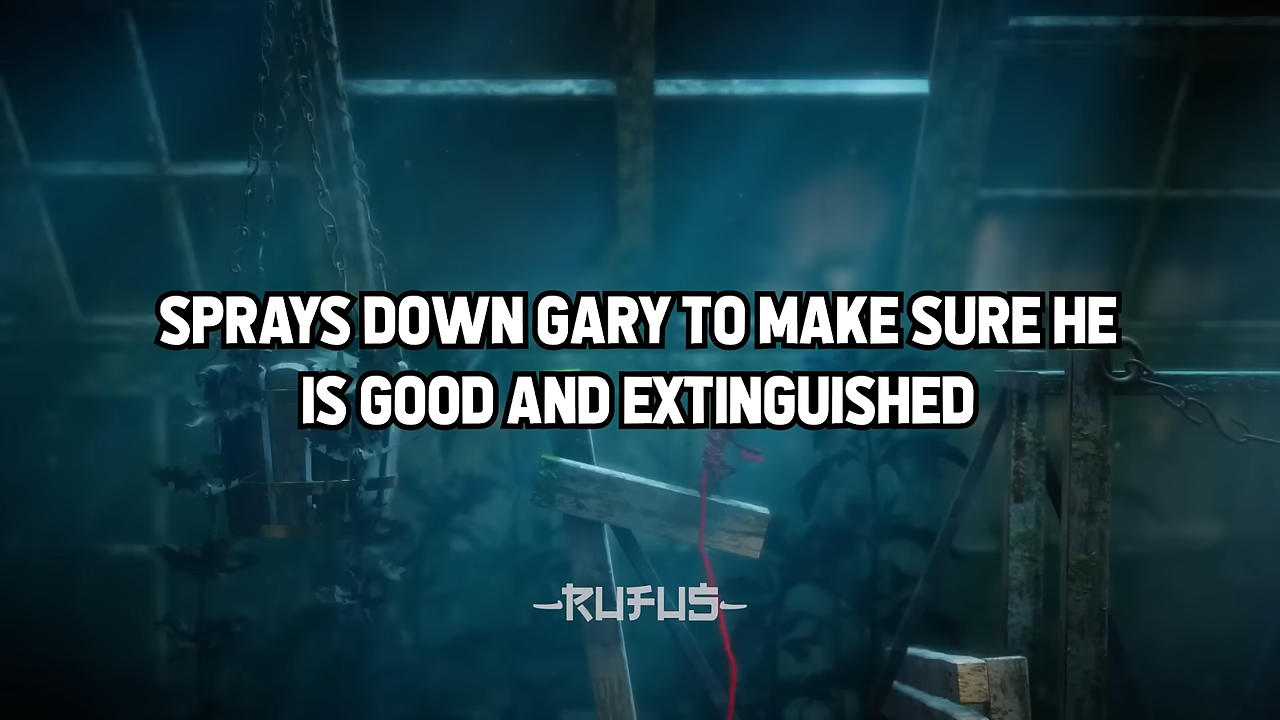 SPRAYS DOWN GARY TO MAKE SURE HE
IS GOOD AND EXTINGUISHED
-RUFUS-